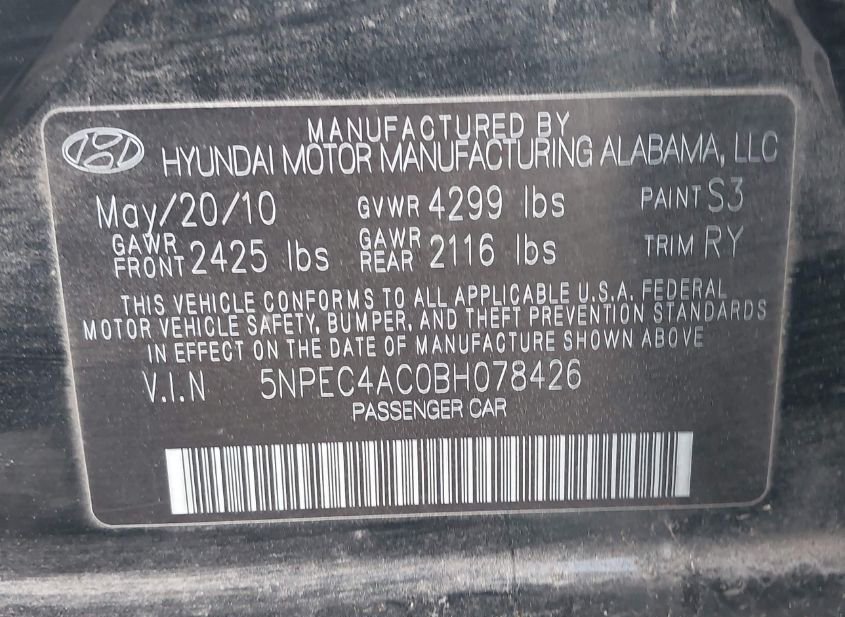 MANUFACTURED BY
HYUNDAI MOTOR MANUFACTURING ALABAMA, LLC
May/20/10 GVWR 4299 lbs PAINT S3
GAWR FRONT 2425 lbs GAWR REAR 2116 lbs TRIM RY
THIS VEHICLE CONFORMS TO ALL APPLICABLE U.S.A. FEDERAL
MOTOR VEHICLE SAFETY, BUMPER, AND THEFT PREVENTION STANDARDS
IN EFFECT ON THE DATE OF MANUFACTURE SHOWN ABOVE
V.I.N 5NPEC4AC0BH078426
PASSENGER CAR